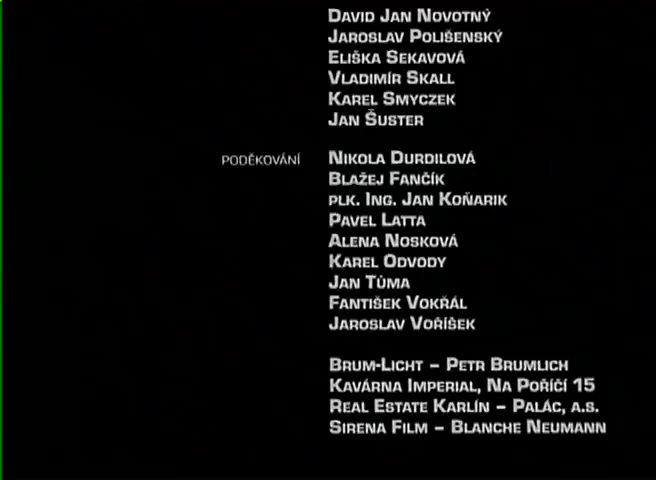 David Jan Novotný
Jaroslav Polišenský
Eliška Sekavová
Vladimír Skall
Karel Smyczek
Jan Šuster
PODĚKOVÁNÍ Nikola Durdilová
Blažej Fančík
plk. Ing. Jan Koňarik
Pavel Latta
Alena Nosková
Karel Odvody
Jan Tůma
Fantišek Vokřál
Jaroslav Voříšek
Brum-Licht – Petr Brumlich
Kavárna Imperial, Na Poříčí 15
Real Estate Karlín – Palác, a.s.
Sirena Film – Blanche Neumann